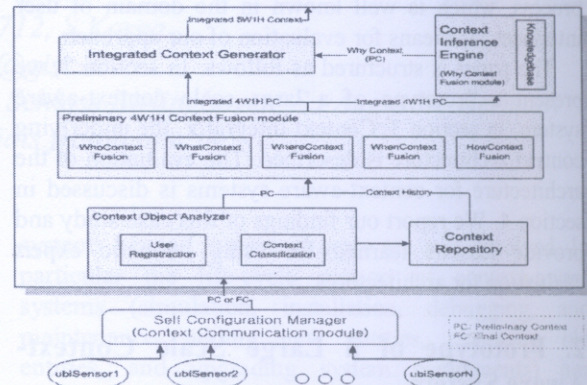 Integrated 5W1H Context
Integrated Context Generator
Why Context
(PC)
Context
Inference
Engine
(Why Context
Fusion module)
Knowledgebase
Integrated 4W1H PC
Integrated 4W1H PC
Preliminary 4W1H Context Fusion module
WhoContext
Fusion
WhatContext
Fusion
WhereContext
Fusion
WhenContext
Fusion
HowContext
Fusion
PC
Context History
Context Object Analyzer
User
Registration
Context
Classification
Context
Repository
PC or FC
Self Configuration Manager
(Context Communication module)
PC: Preliminary Context
FC: Final Context
ubiSensor1
ubiSensor2
ubiSensorN